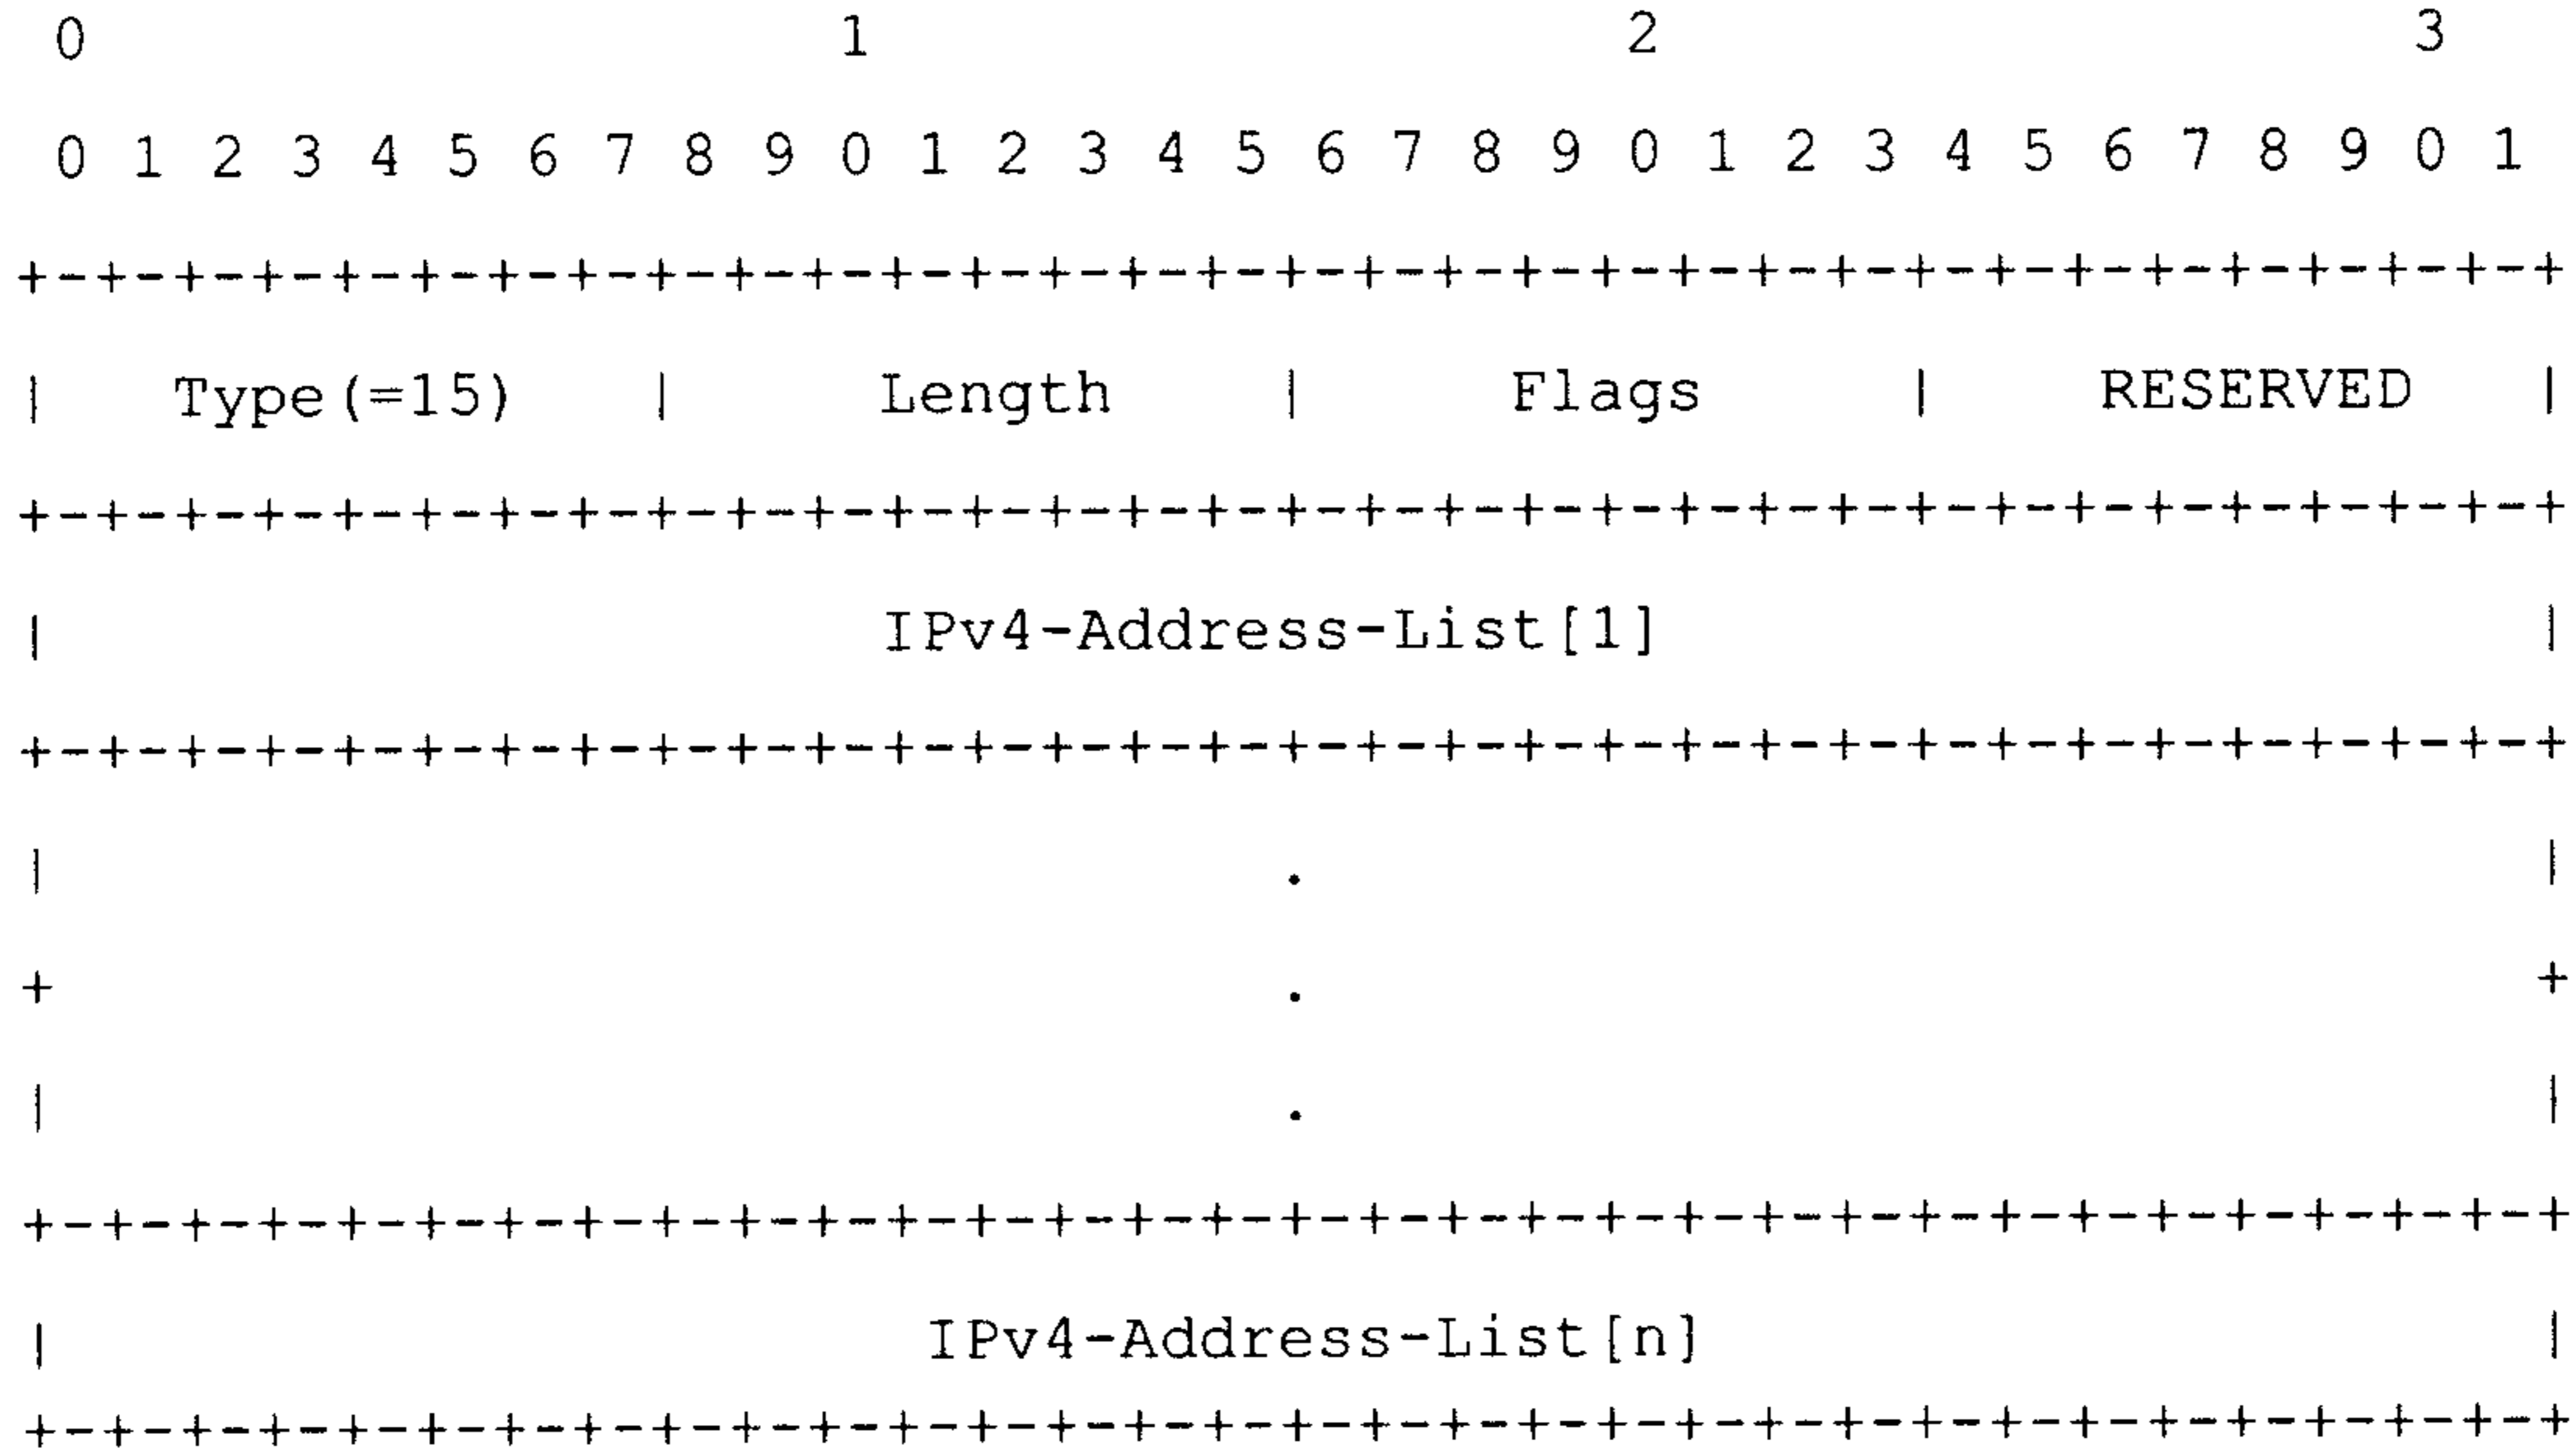 0 1 2 3
0 1 2 3 4 5 6 7 8 9 0 1 2 3 4 5 6 7 8 9 0 1 2 3 4 5 6 7 8 9 0 1
+-+-+-+-+-+-+-+-+-+-+-+-+-+-+-+-+-+-+-+-+-+-+-+-+-+-+-+-+-+-+-+-+
| Type(=15) | Length | Flags | RESERVED |
+-+-+-+-+-+-+-+-+-+-+-+-+-+-+-+-+-+-+-+-+-+-+-+-+-+-+-+-+-+-+-+-+
| IPv4-Address-List[1] |
+-+-+-+-+-+-+-+-+-+-+-+-+-+-+-+-+-+-+-+-+-+-+-+-+-+-+-+-+-+-+-+-+
| . |
+ . +
| . |
+-+-+-+-+-+-+-+-+-+-+-+-+-+-+-+-+-+-+-+-+-+-+-+-+-+-+-+-+-+-+-+-+
| IPv4-Address-List[n] |
+-+-+-+-+-+-+-+-+-+-+-+-+-+-+-+-+-+-+-+-+-+-+-+-+-+-+-+-+-+-+-+-+